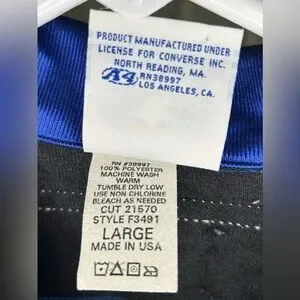 PRODUCT MANUFACTURED UNDER
LICENSE FOR CONVERSE INC.
NORTH READING, MA.
A4 RN38997
LOS ANGELES, CA.
RN #38997
100% POLYESTER
MACHINE WASH
WARM
TUMBLE DRY LOW
USE NON CHLORINE
BLEACH AS NEEDED
CUT 21570
STYLE F3491
LARGE
MADE IN USA